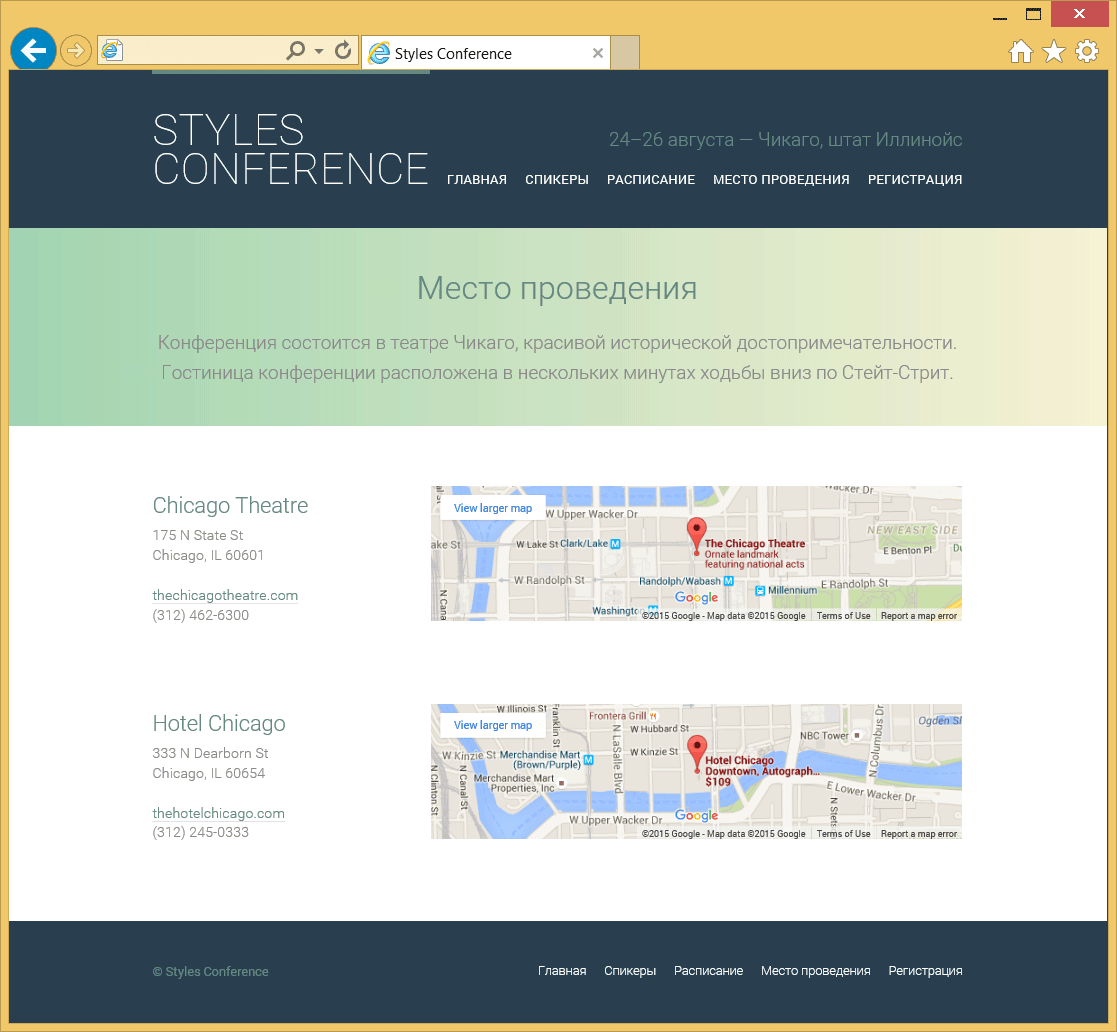 Styles Conference
STYLES
CONFERENCE
24–26 августа — Чикаго, штат Иллинойс
ГЛАВНАЯ СПИКЕРЫ РАСПИСАНИЕ МЕСТО ПРОВЕДЕНИЯ РЕГИСТРАЦИЯ
Место проведения
Конференция состоится в театре Чикаго, красивой исторической достопримечательности.
Гостиница конференции расположена в нескольких минутах ходьбы вниз по Стейт-Стрит.
Chicago Theatre
175 N State St
Chicago, IL 60601
thechicagotheatre.com
(312) 462-6300
View larger map
W Upper Wacker Dr
Wacker Dr
NEW EAST SIDE
E Benton Pl
Lake St
W Lake St
Clark/Lake
The Chicago Theatre
Ornate landmark
featuring national acts
W Randolph St
Randolph/Wabash
E Randolph St
Millennium
N Canal
Washington
Google
©2015 Google - Map data ©2015 Google Terms of Use Report a map error
Hotel Chicago
333 N Dearborn St
Chicago, IL 60654
thehotelchicago.com
(312) 245-0333
W Illinois St
View larger map
Franklin St
Frontera Grill
W Hubbard St
Ogden
NBC Tower
N Columbus Dr
W Kinzie St
Merchandise Mart
(Brown/Purple)
N LaSalle Blvd
W Kinzie St
Hotel Chicago
Downtown, Autograph...
$109
N Clinton St
N Canal St
Merchandise Mart
Properties, Inc
E Lower Wacker Dr
W Upper Wacker Dr
Google
©2015 Google - Map data ©2015 Google Terms of Use Report a map error
© Styles Conference
Главная Спикеры Расписание Место проведения Регистрация